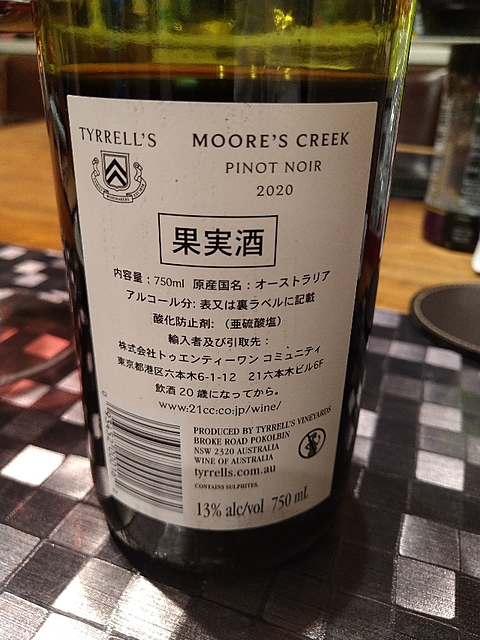 TYRRELL'S
MOORE'S CREEK
PINOT NOIR
2020
果実酒
内容量：750ml 原産国名：オーストラリア
アルコール分: 表又は裏ラベルに記載
酸化防止剤: （亜硫酸塩）
輸入者及び引取先：
株式会社トゥエンティーワン コミュニティ
東京都港区六本木6-1-12 21六本木ビル6F
飲酒20歳になってから。
www.21cc.co.jp/wine/
PRODUCED BY TYRRELL'S VINEYARDS
BROKE ROAD POKOLBIN
NSW 2320 AUSTRALIA
WINE OF AUSTRALIA
tyrrells.com.au
CONTAINS SULPHITES.
13% alc/vol 750 mL